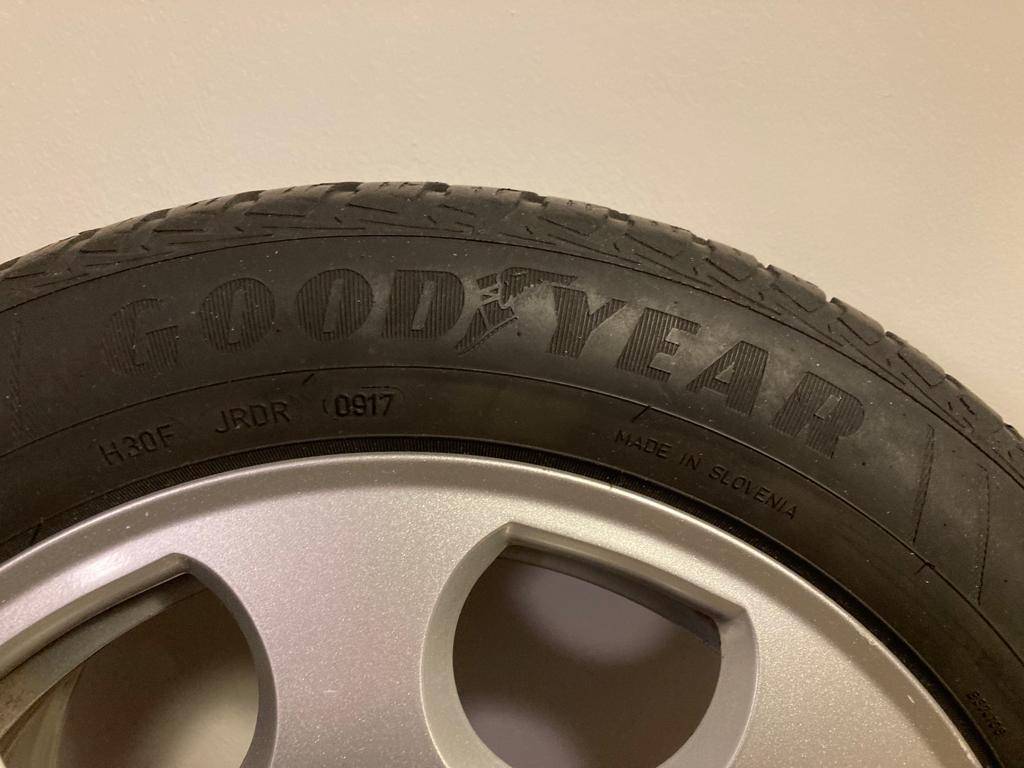 GOODYEAR
H30F JRDR 0917
MADE IN SLOVENIA